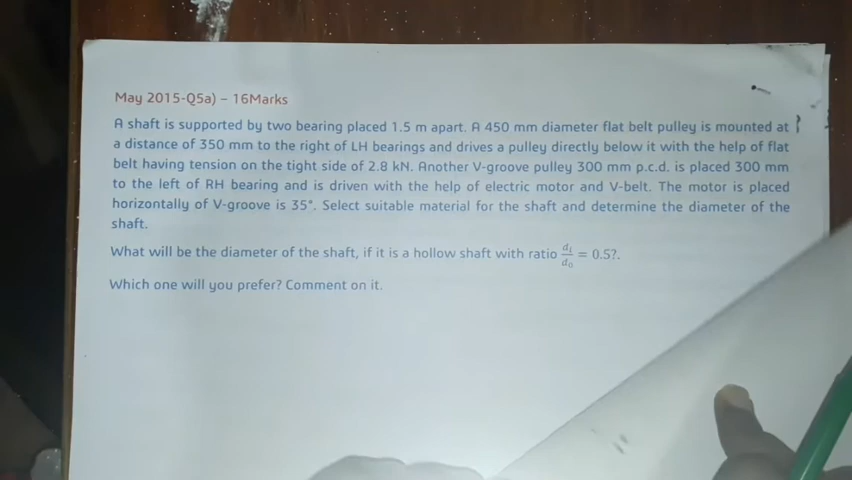 May 2015-Q5a) – 16Marks
A shaft is supported by two bearing placed 1.5 m apart. A 450 mm diameter flat belt pulley is mounted at
a distance of 350 mm to the right of LH bearings and drives a pulley directly below it with the help of flat
belt having tension on the tight side of 2.8 kN. Another V-groove pulley 300 mm p.c.d. is placed 300 mm
to the left of RH bearing and is driven with the help of electric motor and V-belt. The motor is placed
horizontally of V-groove is 35°. Select suitable material for the shaft and determine the diameter of the
shaft.
What will be the diameter of the shaft, if it is a hollow shaft with ratio dᵢ/d₀ = 0.5?.
Which one will you prefer? Comment on it.